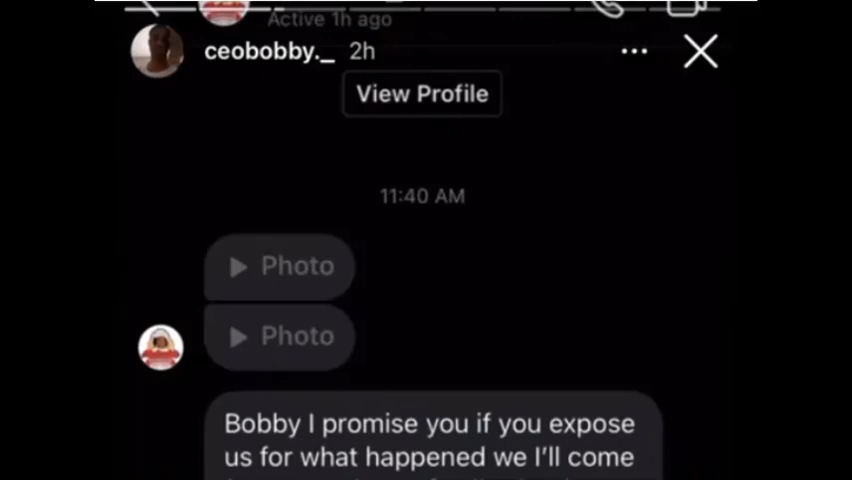 Active 1h ago
ceobobby._ 2h
View Profile
11:40 AM
Photo
Photo
Bobby I promise you if you expose
us for what happened we I'll come